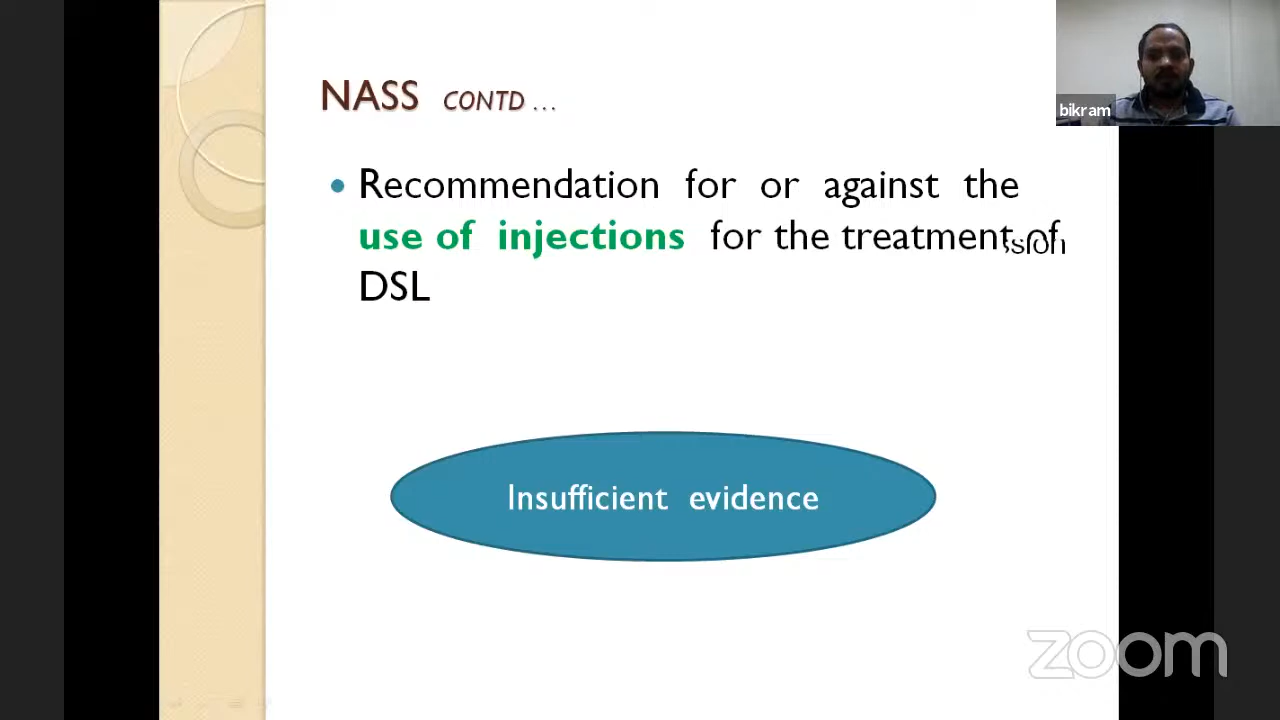 NASS CONTD ...
bikram
• Recommendation for or against the
use of injections for the treatment of
DSL
Insufficient evidence
zoom